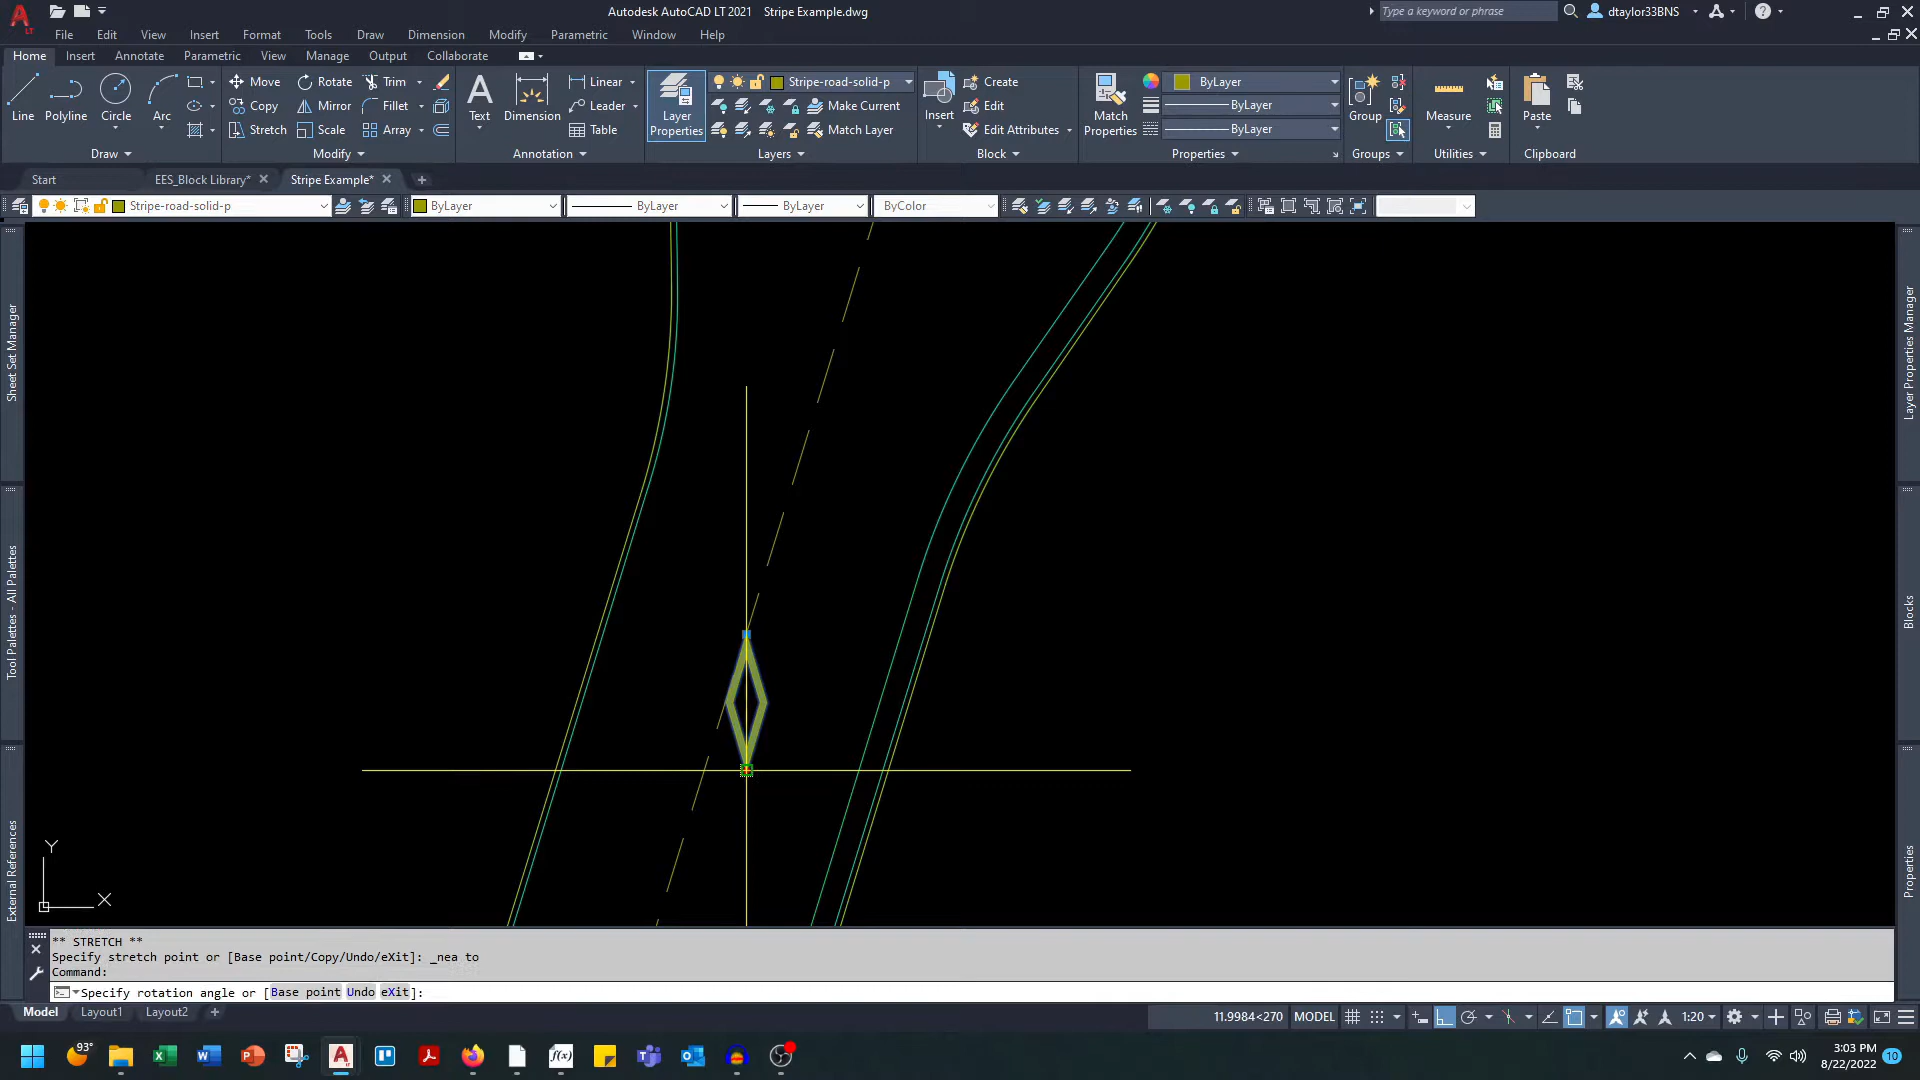 Autodesk AutoCAD LT 2021 Stripe Example.dwg
Type a keyword or phrase
dtaylor33BNS
File Edit View Insert Format Tools Draw Dimension Modify Parametric Window Help
Home Insert Annotate Parametric View Manage Output Collaborate
Line Polyline Circle Arc
Move Rotate Trim
Copy Mirror Fillet
Stretch Scale Array
Text Dimension
Linear
Leader
Table
Layer Properties
Stripe-road-solid-p
Make Current
Match Layer
Insert
Create
Edit
Edit Attributes
Match Properties
ByLayer
ByLayer
ByLayer
Group
Measure
Paste
Draw Modify Annotation Layers Block Properties Groups Utilities Clipboard
Start EES_Block Library* Stripe Example*
Stripe-road-solid-p ByLayer ByLayer ByLayer ByColor
Sheet Set Manager
Tool Palettes - All Palettes
External References
Layer Properties Manager
Blocks
Properties
Y
X
** STRETCH **
Specify stretch point or [Base point/Copy/Undo/eXit]: _nea to
Command:
Specify rotation angle or [Base point Undo eXit]:
Model Layout1 Layout2
11.9984<270 MODEL 1:20
93°
3:03 PM
8/22/2022
10